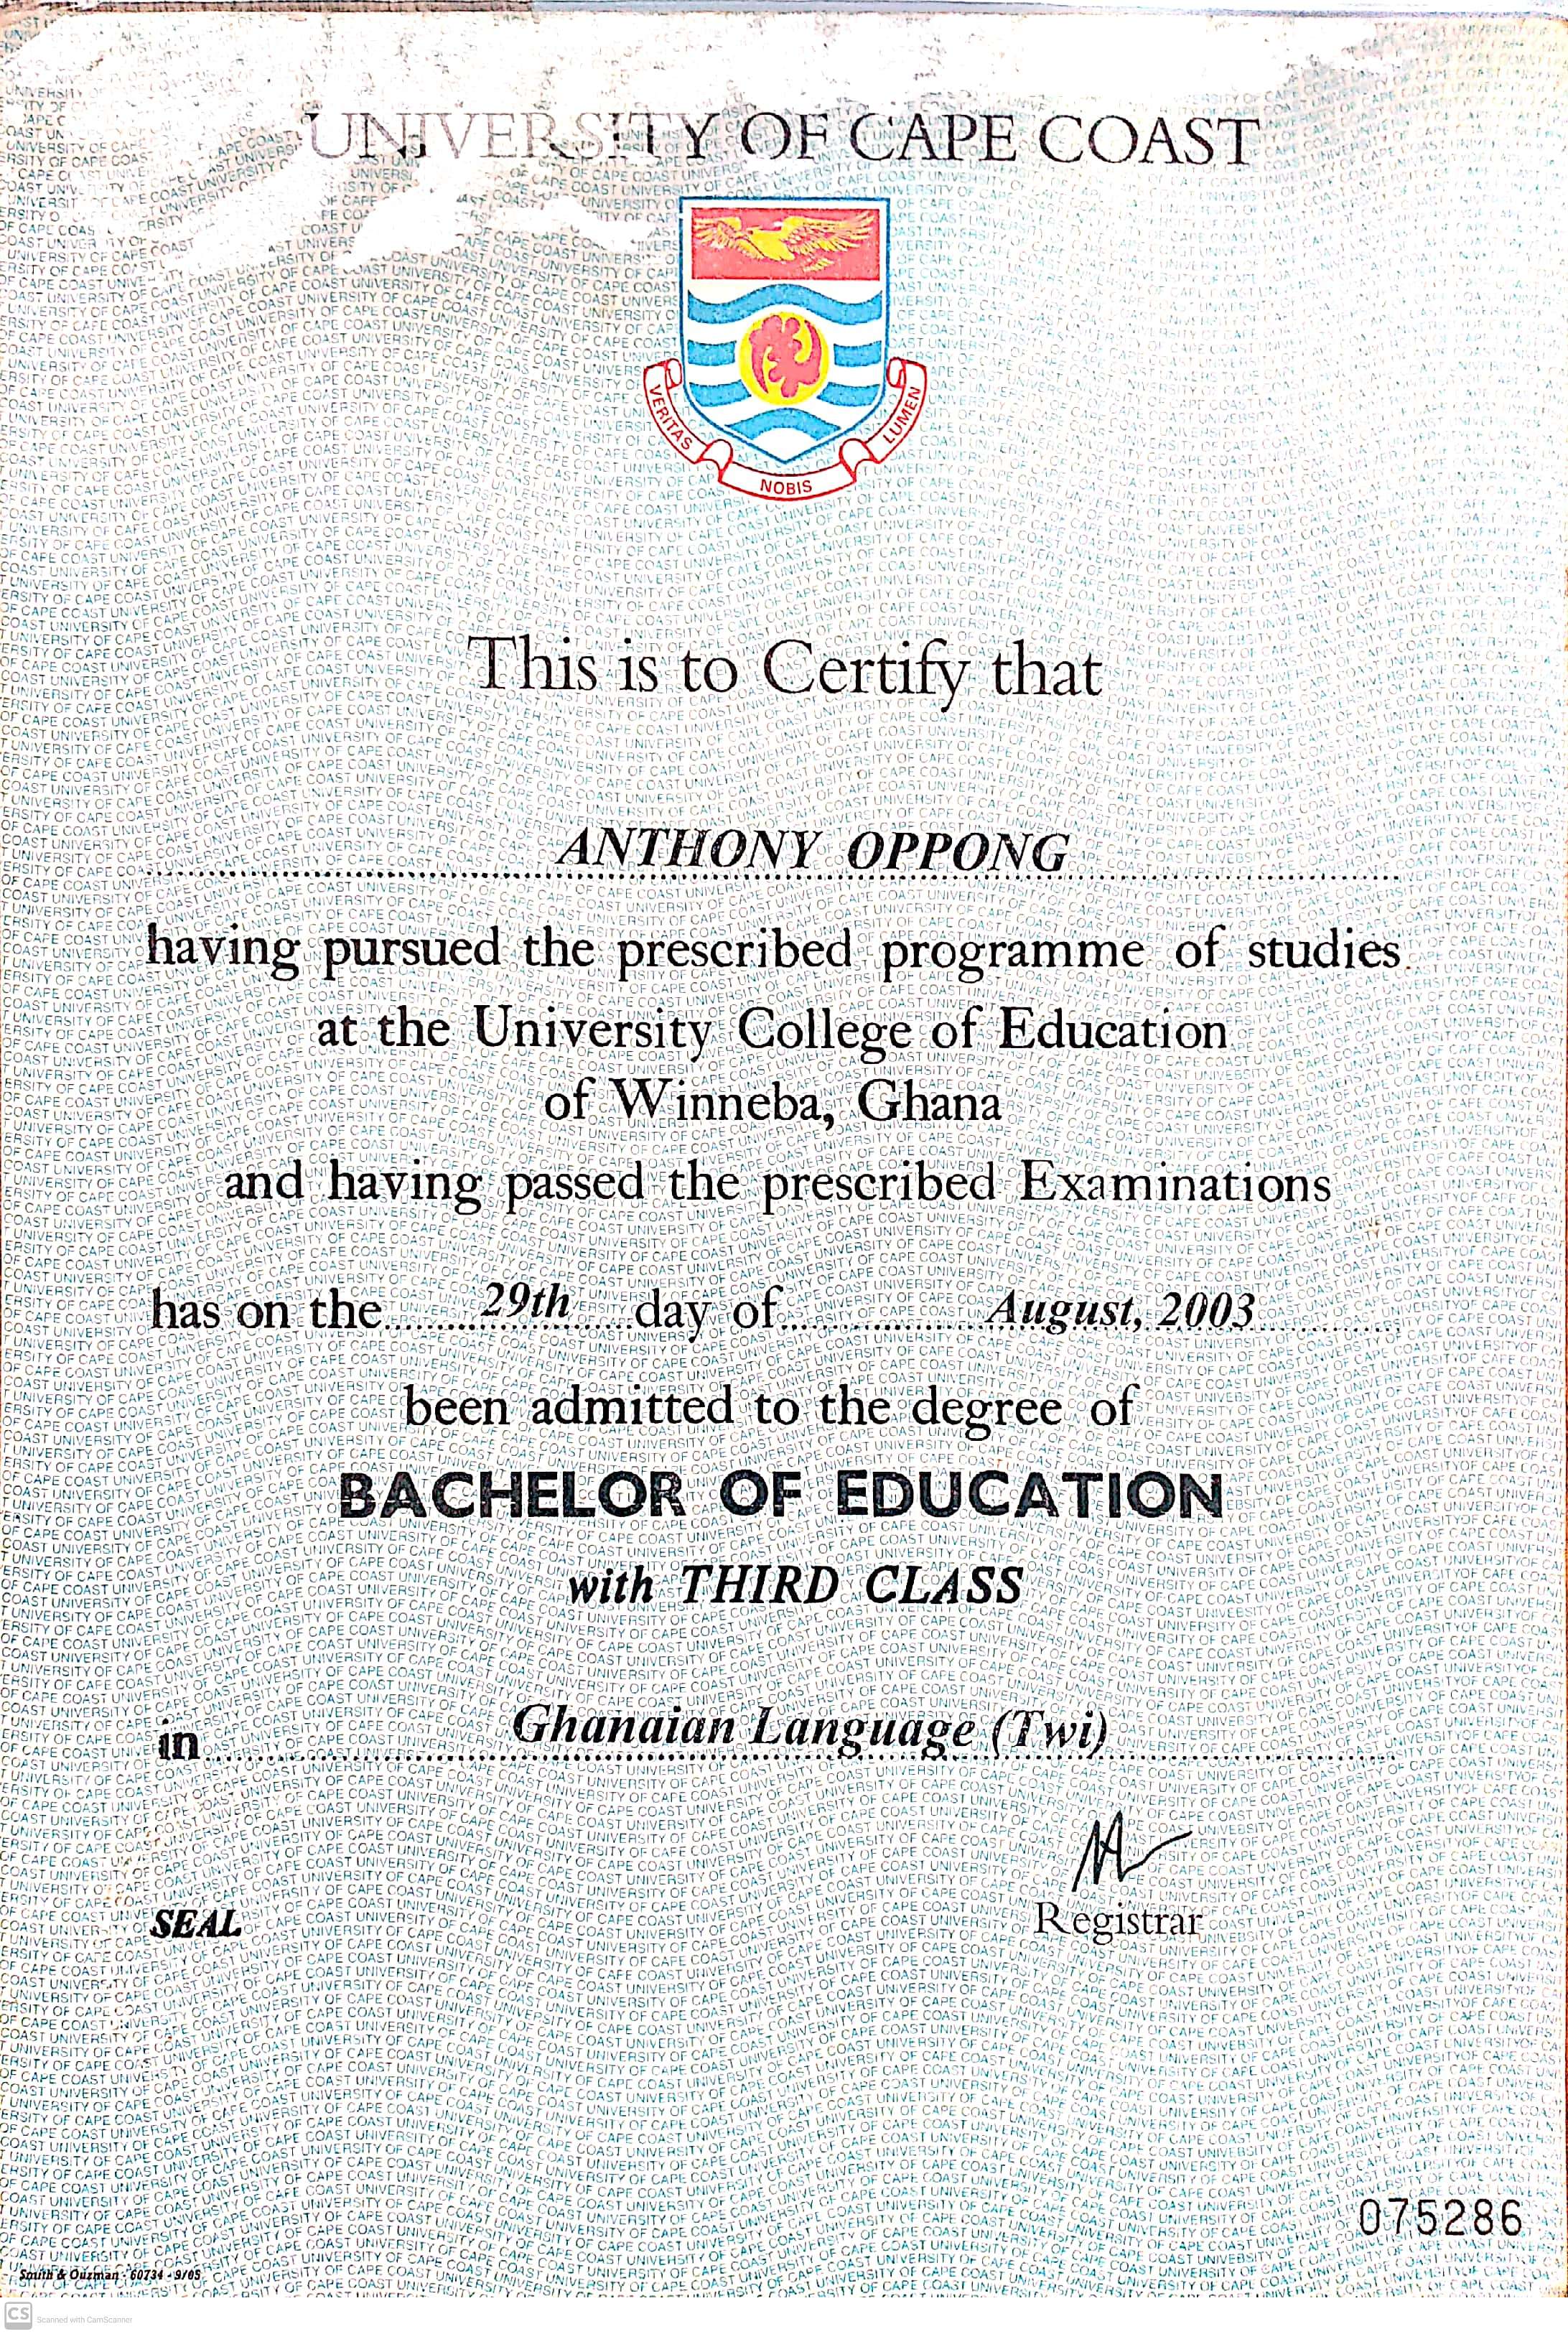 UNIVERSITY OF CAPE COAST
VERITAS NOBIS LUMEN
This is to Certify that
ANTHONY OPPONG
having pursued the prescribed programme of studies
at the University College of Education
of Winneba, Ghana
and having passed the prescribed Examinations
has on the 29th day of August, 2003
been admitted to the degree of
BACHELOR OF EDUCATION
with THIRD CLASS
in Ghanaian Language (Twi)
SEAL
Registrar
075286
Smith & Ouzman - 60734 - 9/05
CS Scanned with CamScanner